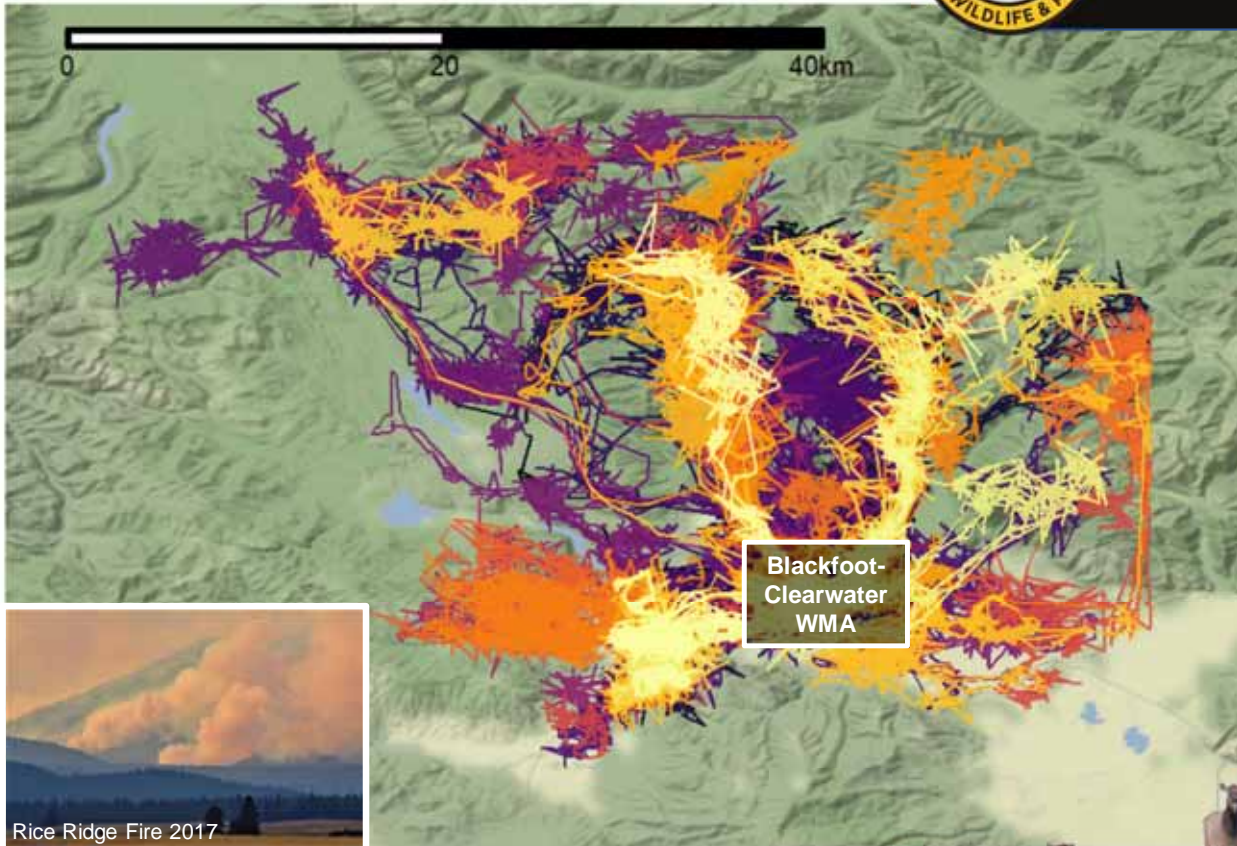 WILDLIFE &
0
20
40km
Blackfoot-
Clearwater
WMA
Rice Ridge Fire 2017